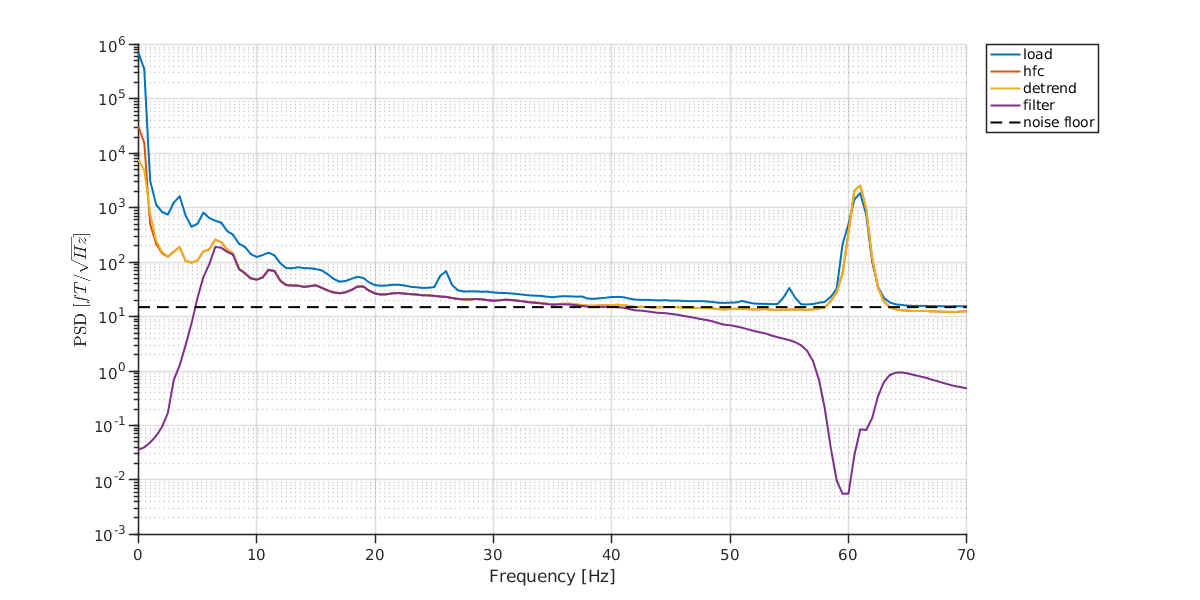 10^6
10^5
10^4
10^3
10^2
10^1
10^0
10^-1
10^-2
10^-3
PSD [fT/√Hz]
0 10 20 30 40 50 60 70
Frequency [Hz]
load
hfc
detrend
filter
noise floor